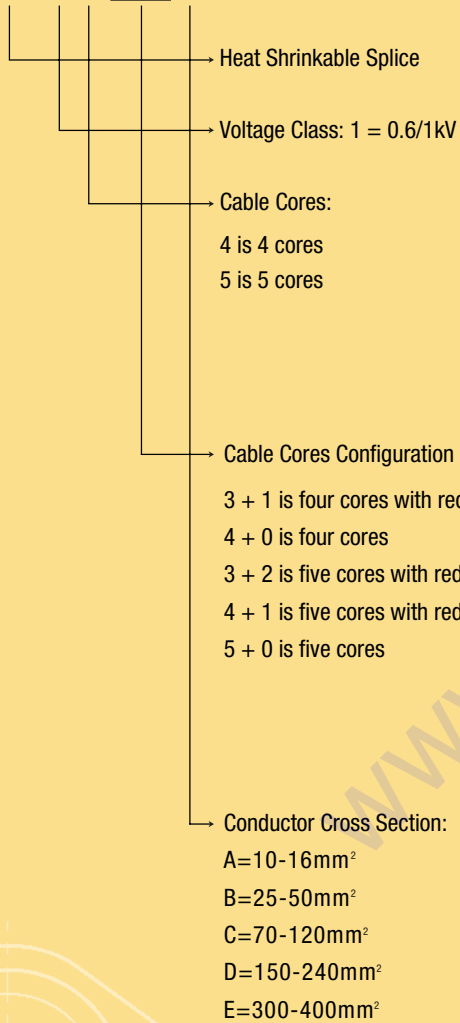 Heat Shrinkable Splice
Voltage Class: 1 = 0.6/1kV
Cable Cores:
4 is 4 cores
5 is 5 cores
Cable Cores Configuration
3 + 1 is four cores with
4 + 0 is four cores
3 + 2 is five cores with
4 + 1 is five cores with
5 + 0 is five cores
Conductor Cross Section:
A=10-16mm²
B=25-50mm²
C=70-120mm²
D=150-240mm²
E=300-400mm²